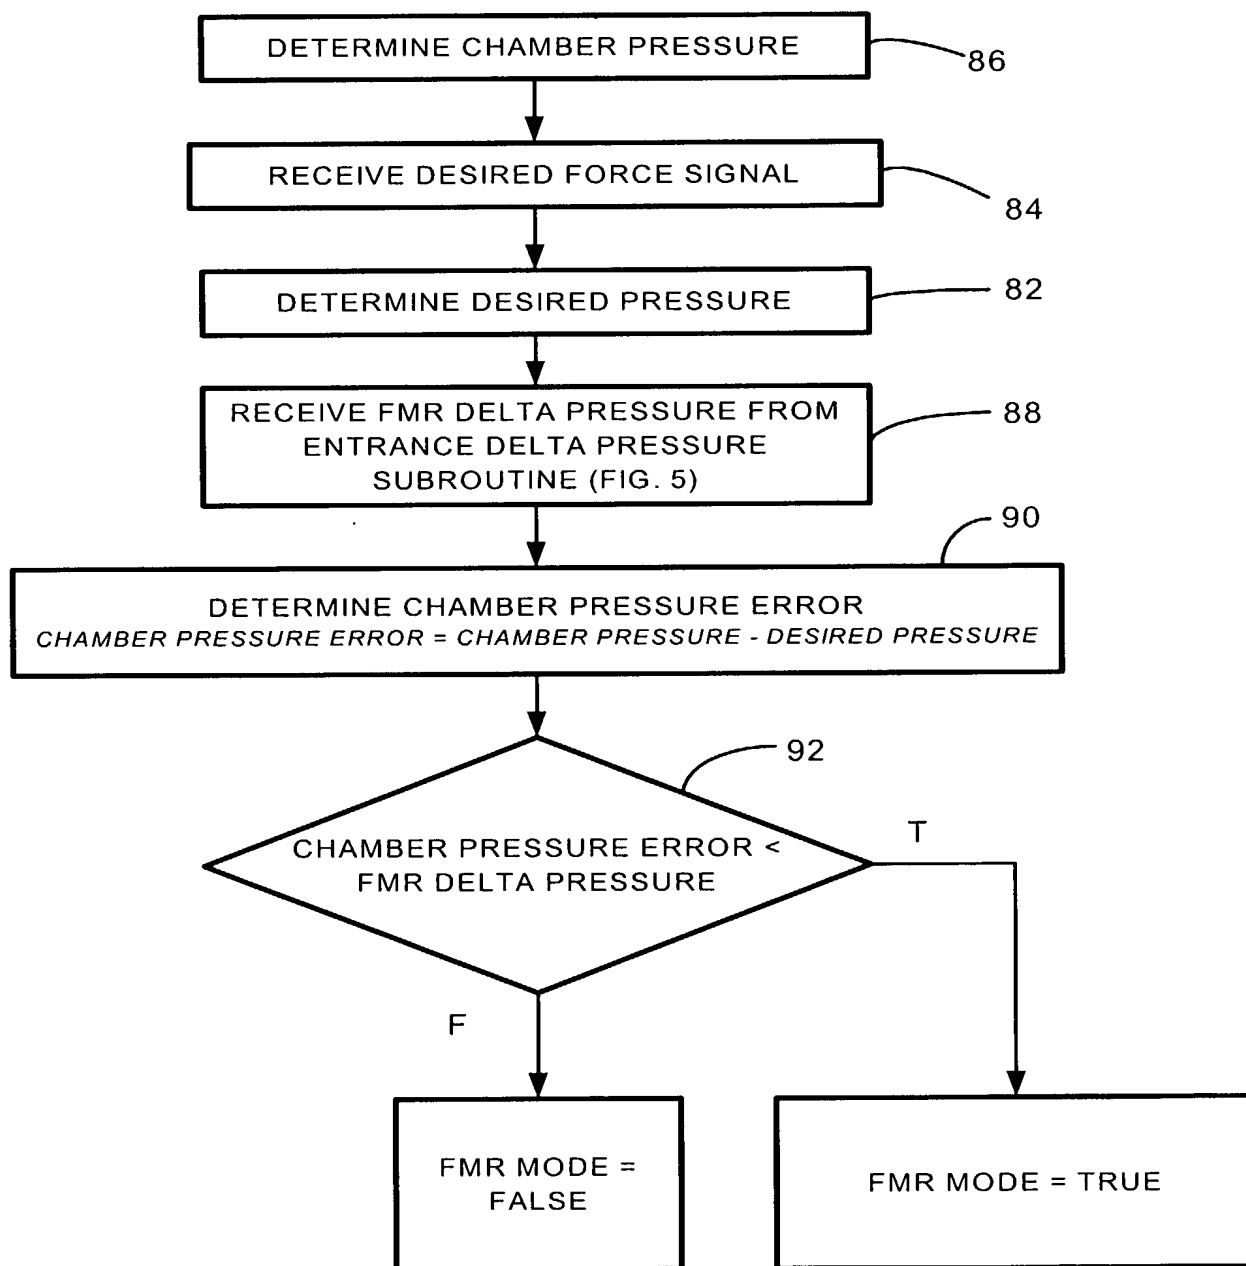 DETERMINE CHAMBER PRESSURE
86
RECEIVE DESIRED FORCE SIGNAL
84
DETERMINE DESIRED PRESSURE
82
RECEIVE FMR DELTA PRESSURE FROM
ENTRANCE DELTA PRESSURE
SUBROUTINE (FIG. 5)
88
90
DETERMINE CHAMBER PRESSURE ERROR
CHAMBER PRESSURE ERROR = CHAMBER PRESSURE - DESIRED PRESSURE
92
CHAMBER PRESSURE ERROR <
FMR DELTA PRESSURE
T
F
FMR MODE =
FALSE
FMR MODE = TRUE